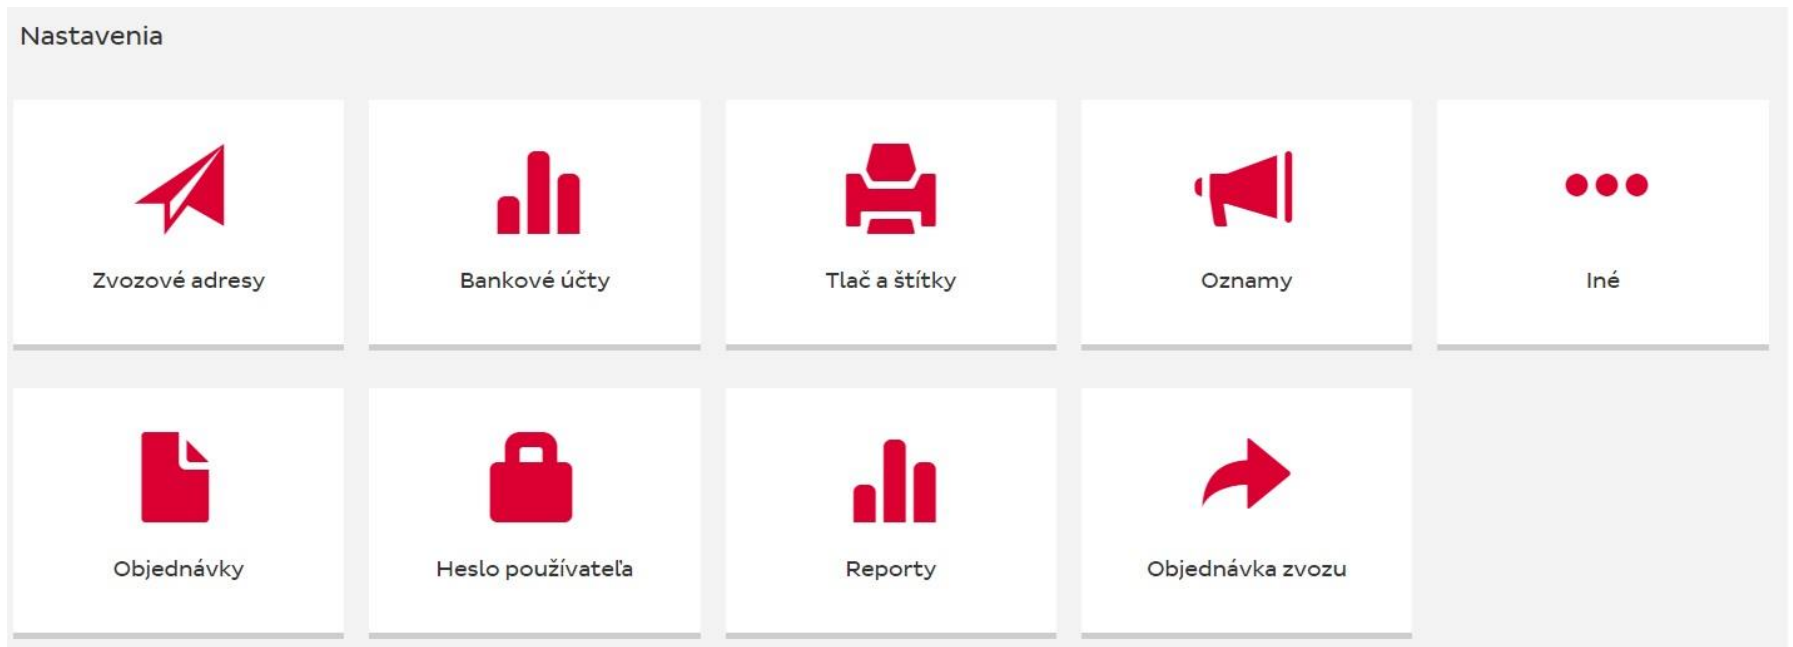 Nastavenia
Zvozové adresy
Bankové účty
Tlač a štítky
Oznamy
Iné
Objednávky
Heslo používateľa
Reporty
Objednávka zvozu